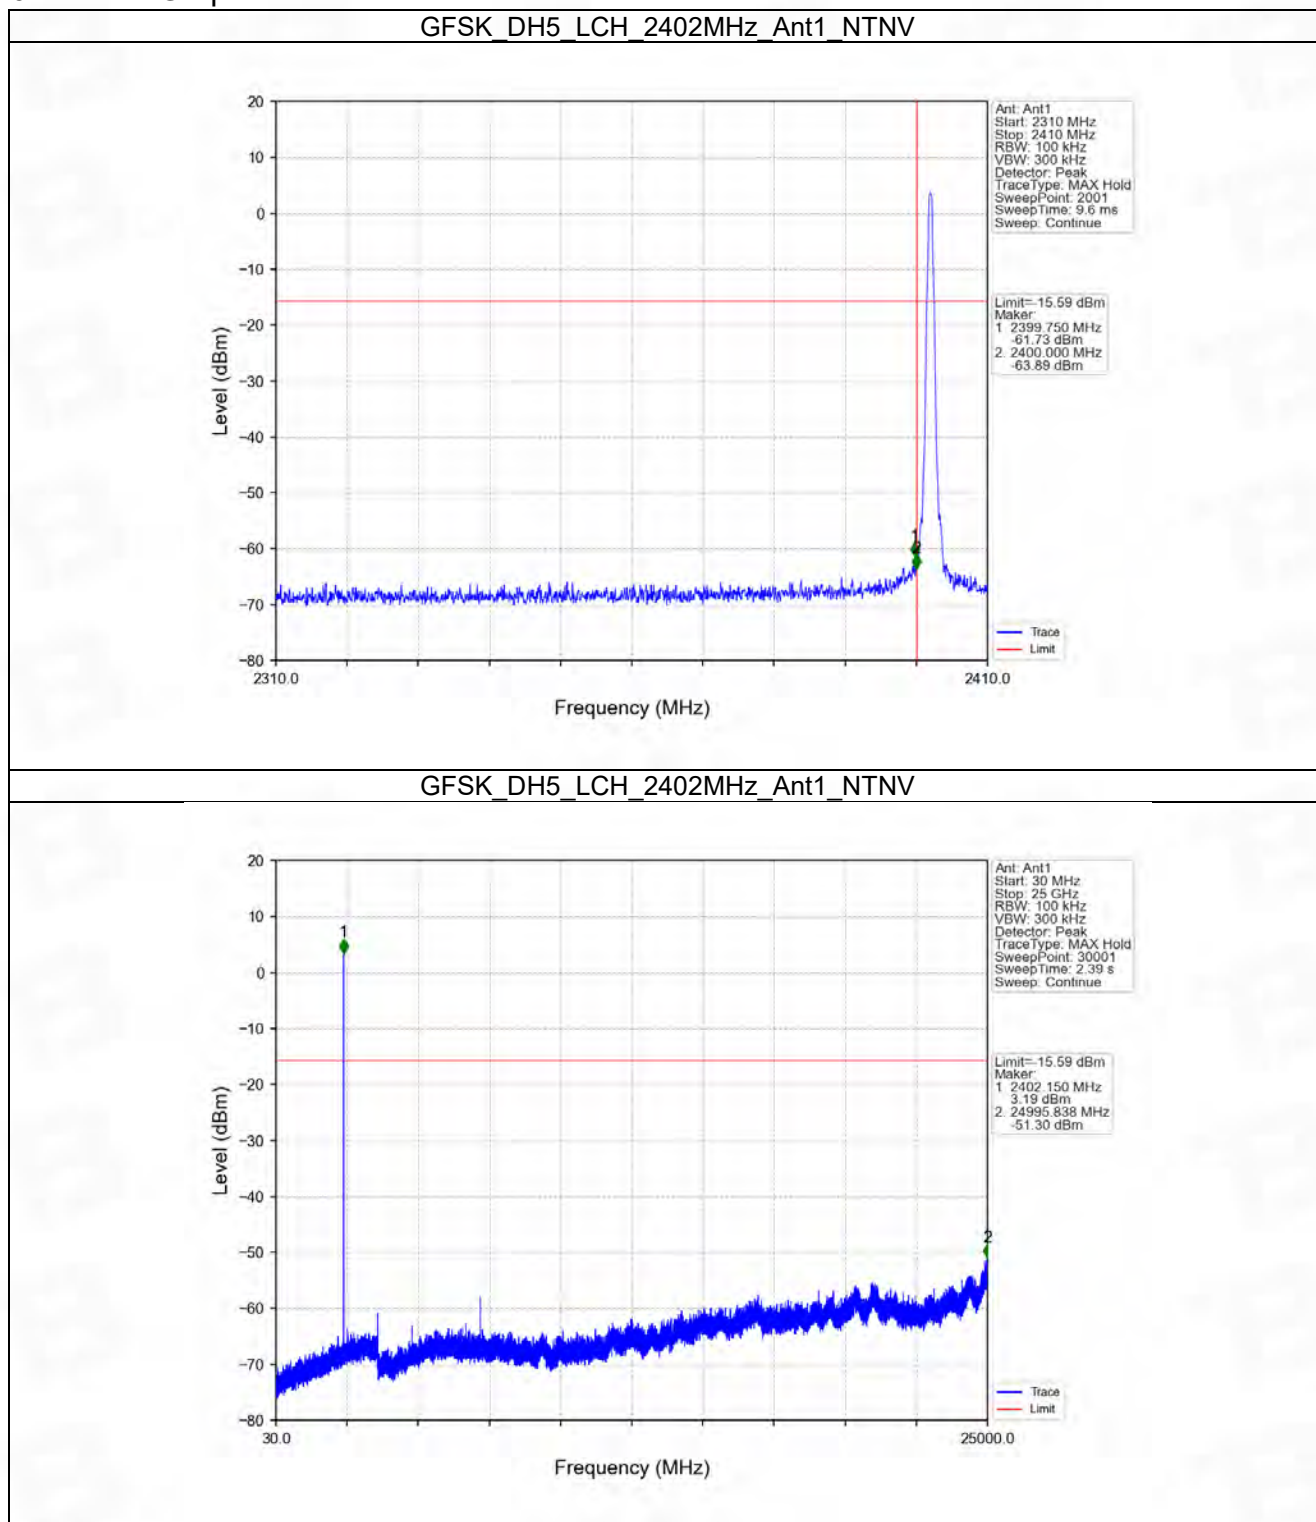 GFSK_DH5_LCH_2402MHz_Ant1_NTNV
20
10
0
−10
−20
−30
−40
−50
−60
−70
−80
Level (dBm)
2310.0
2410.0
Frequency (MHz)
1
2
Ant: Ant1
Start: 2310 MHz
Stop: 2410 MHz
RBW: 100 kHz
VBW: 300 kHz
Detector: Peak
TraceType: MAX Hold
SweepPoint: 2001
SweepTime: 9.6 ms
Sweep: Continue
Limit=-15.59 dBm
Maker:
1. 2399.750 MHz
-61.73 dBm
2. 2400.000 MHz
-63.89 dBm
Trace
Limit
GFSK_DH5_LCH_2402MHz_Ant1_NTNV
20
10
0
−10
−20
−30
−40
−50
−60
−70
−80
Level (dBm)
30.0
25000.0
Frequency (MHz)
1
2
Ant: Ant1
Start: 30 MHz
Stop: 25 GHz
RBW: 100 kHz
VBW: 300 kHz
Detector: Peak
TraceType: MAX Hold
SweepPoint: 30001
SweepTime: 2.39 s
Sweep: Continue
Limit=-15.59 dBm
Maker:
1. 2402.150 MHz
3.19 dBm
2. 24995.838 MHz
-51.30 dBm
Trace
Limit